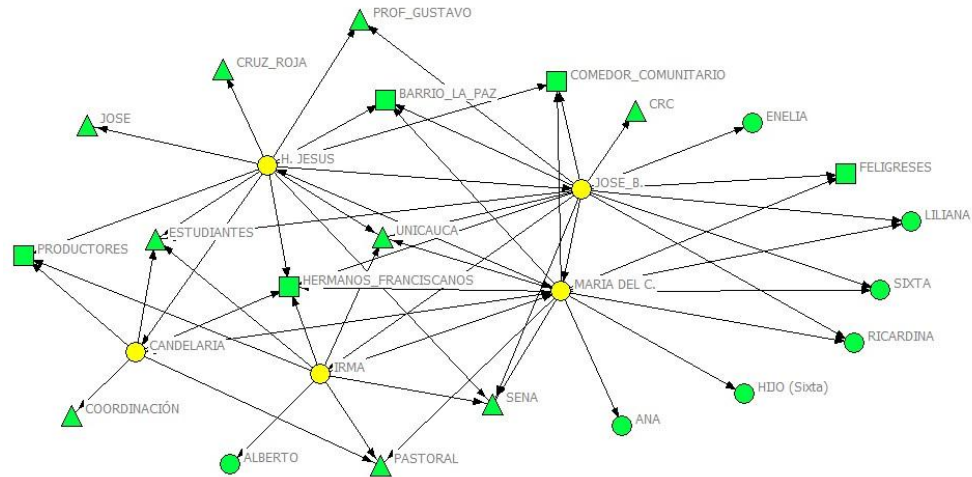 PROF_GUSTAVO
CRUZ_ROJA
COMEDOR_COMUNITARIO
BARRIO_LA_PAZ
CRC
ENELIA
JOSE
H. JESUS
FELIGRESES
JOSE_B.
LILIANA
ESTUDIANTES
UNICAUCA
PRODUCTORES
HERMANOS_FRANCISCANOS
MARIA DEL C.
SIXTA
RICARDINA
CANDELARIA
IRMA
HIJO (Sixta)
SENA
COORDINACIÓN
ANA
ALBERTO
PASTORAL